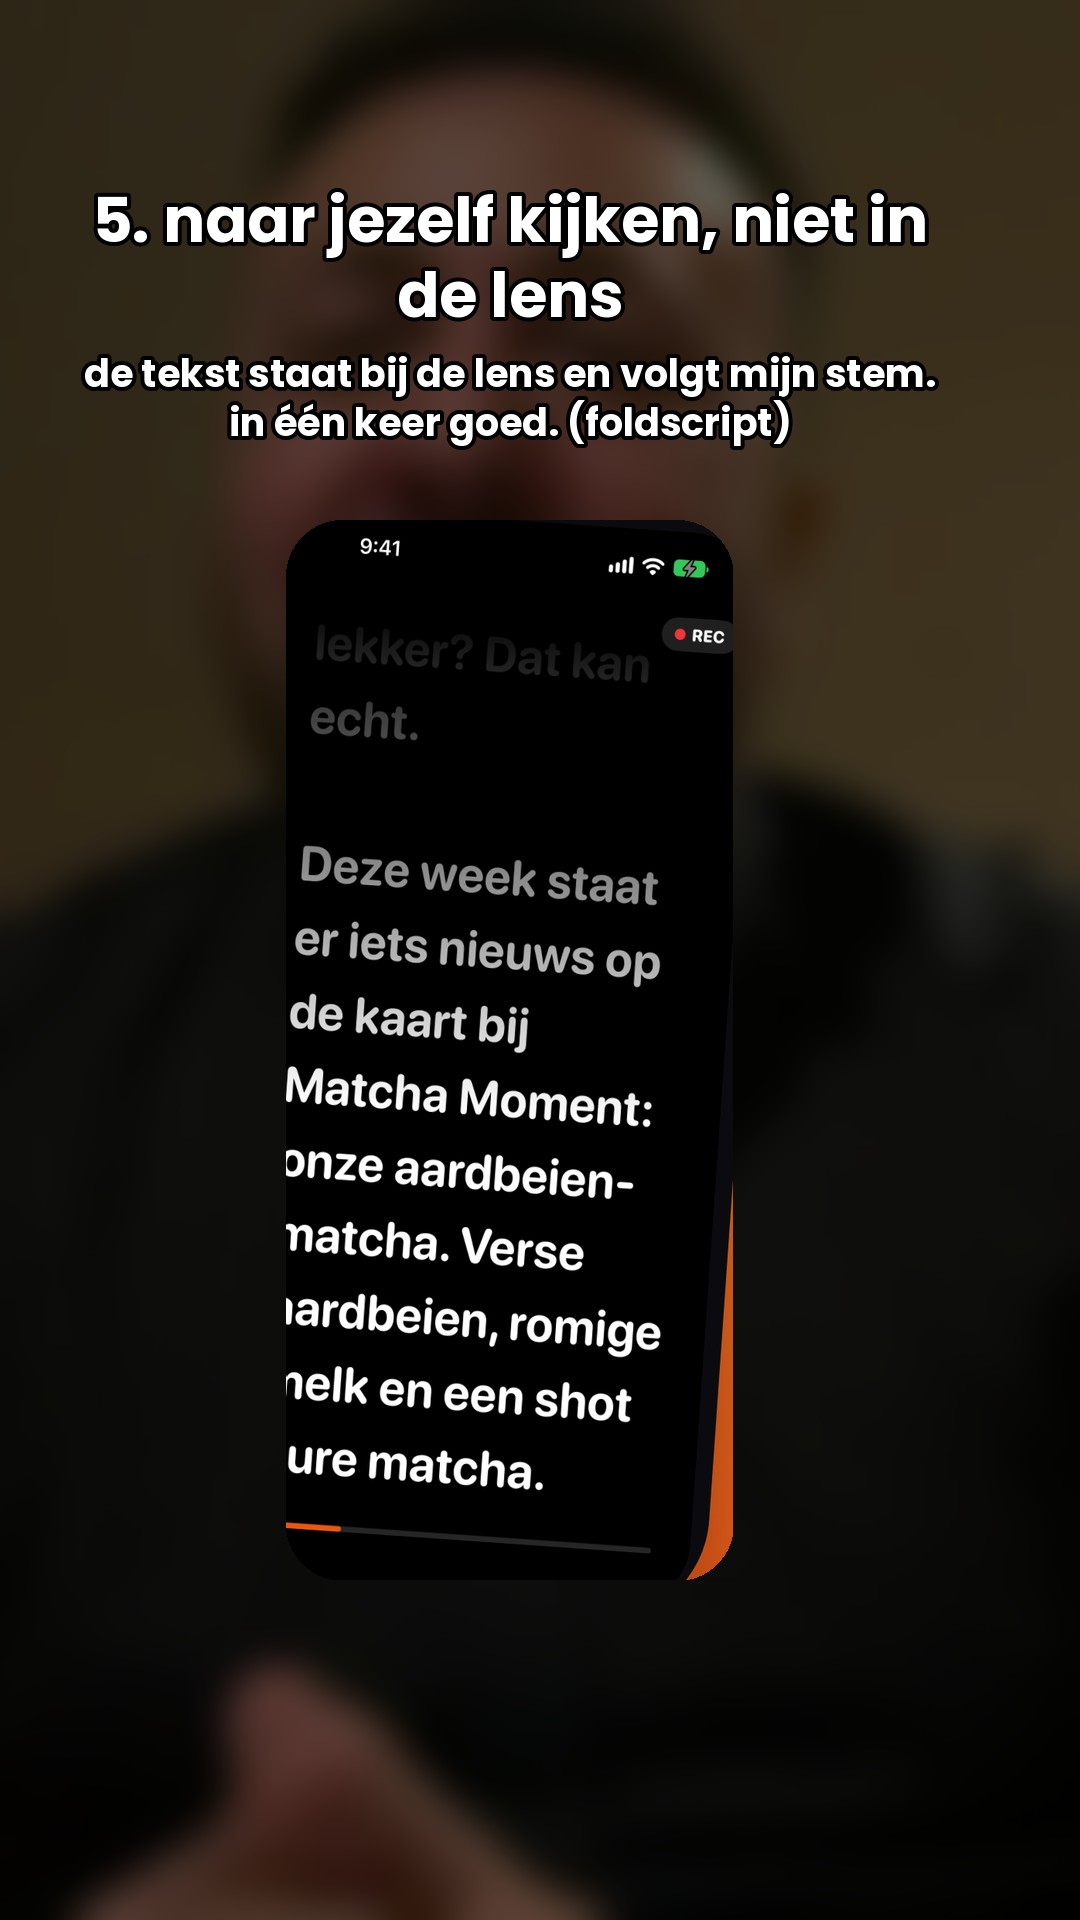 5. naar jezelf kijken, niet in
de lens
de tekst staat bij de lens en volgt mijn stem.
in één keer goed. (foldscript)
9:41
REC
lekker? Dat kan
echt.
Deze week staat
er iets nieuws op
de kaart bij
Matcha Moment:
onze aardbeien-
matcha. Verse
aardbeien, romige
melk en een shot
ure matcha.